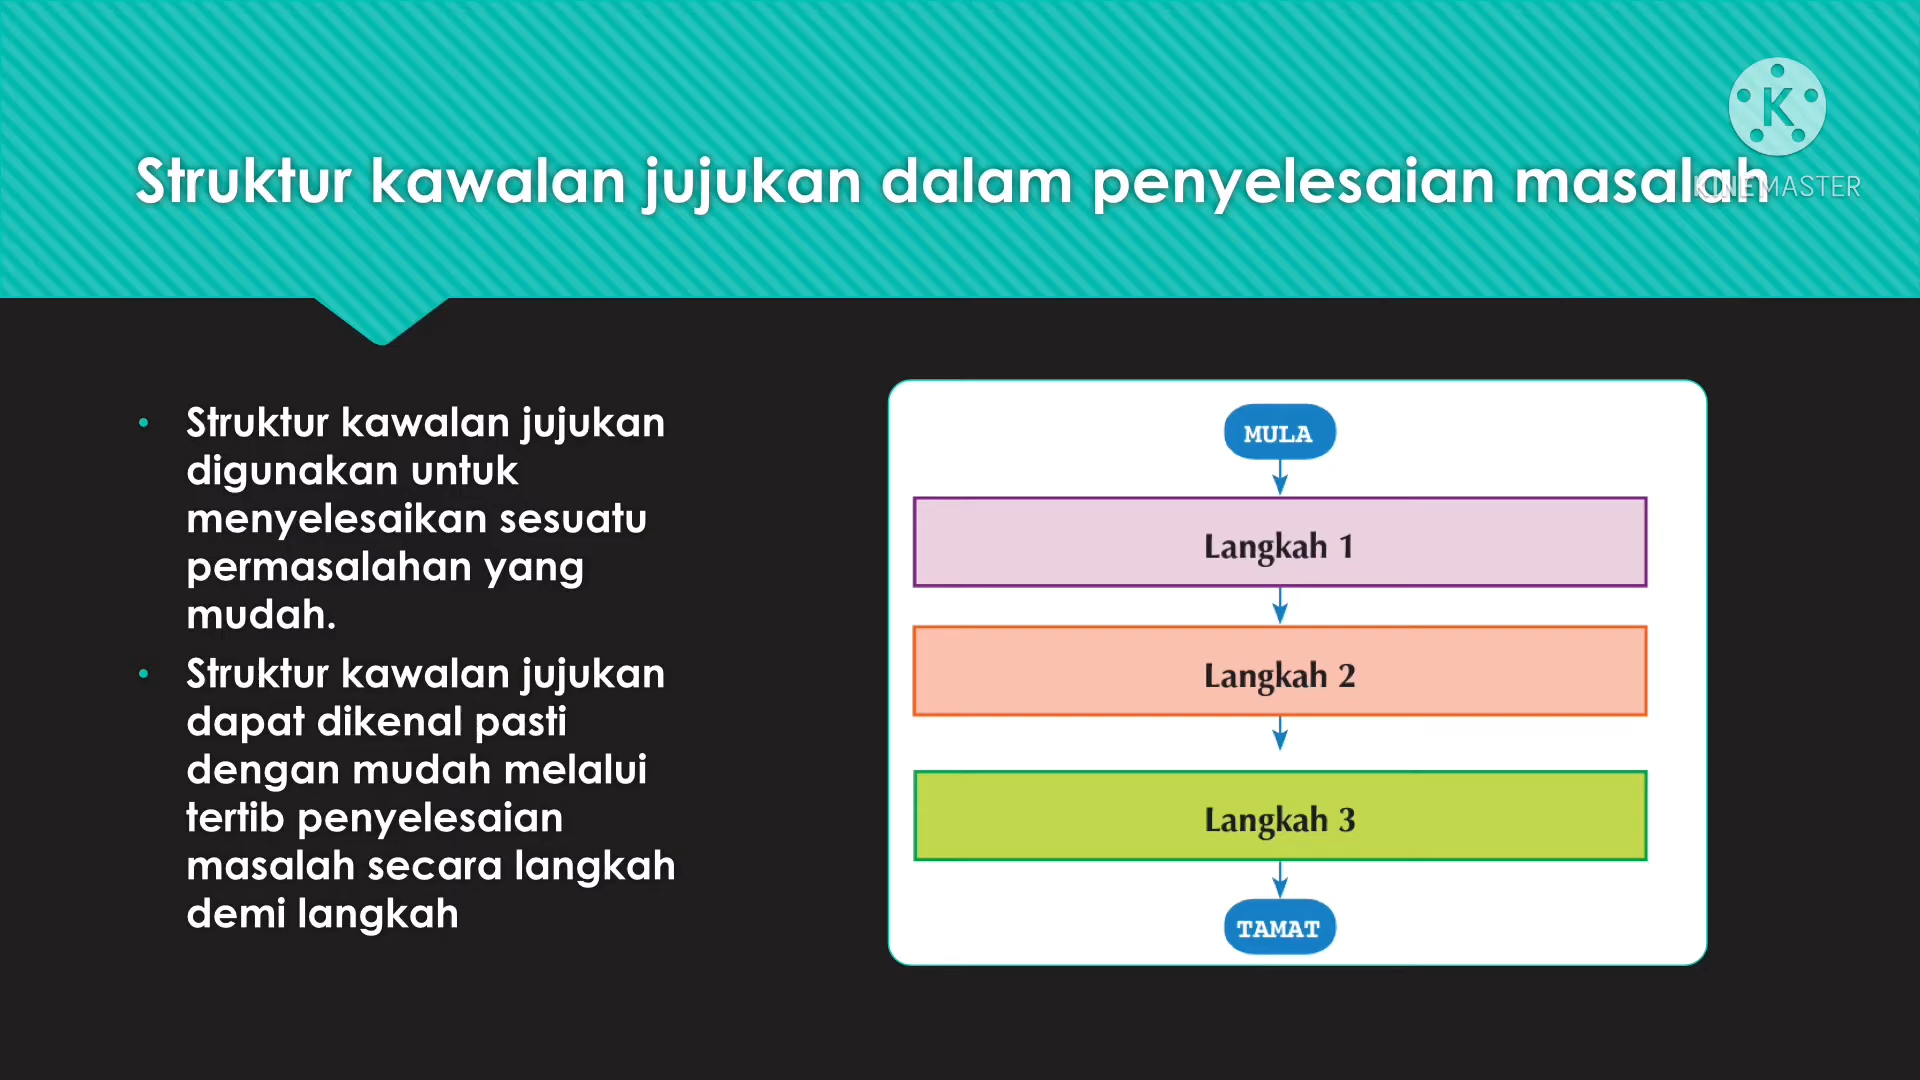 Struktur kawalan jujukan dalam penyelesaian masalah
K
KINEMASTER
• Struktur kawalan jujukan
digunakan untuk
menyelesaikan sesuatu
permasalahan yang
mudah.
• Struktur kawalan jujukan
dapat dikenal pasti
dengan mudah melalui
tertib penyelesaian
masalah secara langkah
demi langkah
MULA
Langkah 1
Langkah 2
Langkah 3
TAMAT